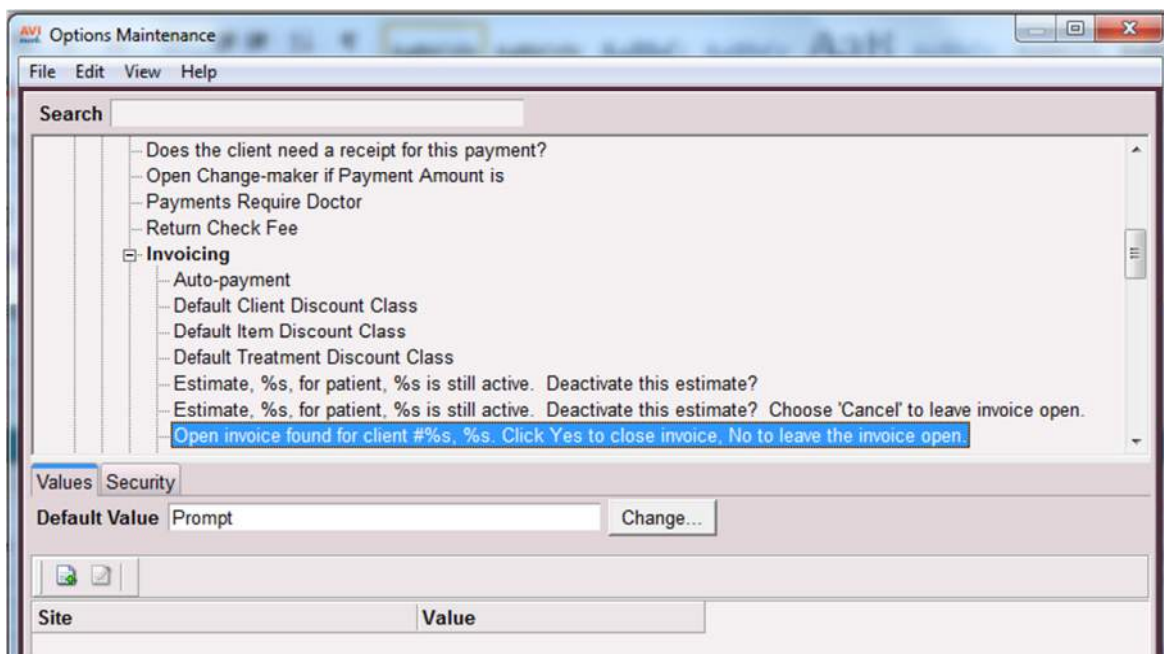 AVI mark Options Maintenance
File Edit View Help
Search
Does the client need a receipt for this payment?
Open Change-maker if Payment Amount is
Payments Require Doctor
Return Check Fee
Invoicing
Auto-payment
Default Client Discount Class
Default Item Discount Class
Default Treatment Discount Class
Estimate, %s, for patient, %s is still active. Deactivate this estimate?
Estimate, %s, for patient, %s is still active. Deactivate this estimate? Choose 'Cancel' to leave invoice open.
Open invoice found for client #%s, %s. Click Yes to close invoice, No to leave the invoice open.
Values Security
Default Value Prompt Change...
Site Value